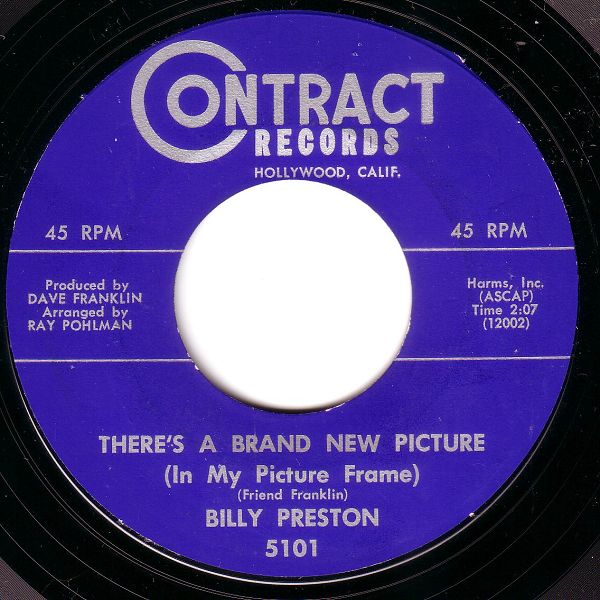 CONTRACT
RECORDS
HOLLYWOOD, CALIF.
45 RPM
45 RPM
Produced by
DAVE FRANKLIN
Arranged by
RAY POHLMAN
Harms, Inc.
(ASCAP)
Time 2:07
(12002)
THERE'S A BRAND NEW PICTURE
(In My Picture Frame)
(Friend Franklin)
BILLY PRESTON
5101